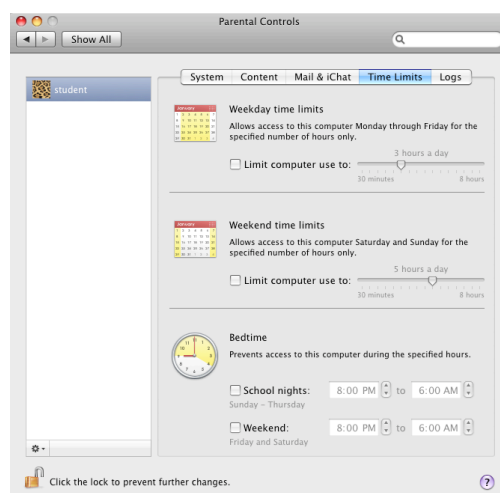 Parental Controls
Show All
System Content Mail & iChat Time Limits Logs
student
Weekday time limits
Allows access to this computer Monday through Friday for the
specified number of hours only.
3 hours a day
Limit computer use to:
30 minutes 8 hours
Weekend time limits
Allows access to this computer Saturday and Sunday for the
specified number of hours only.
5 hours a day
Limit computer use to:
30 minutes 8 hours
Bedtime
Prevents access to this computer during the specified hours.
School nights: 8:00 PM to 6:00 AM
Sunday – Thursday
Weekend: 8:00 PM to 6:00 AM
Friday and Saturday
Click the lock to prevent further changes.
?